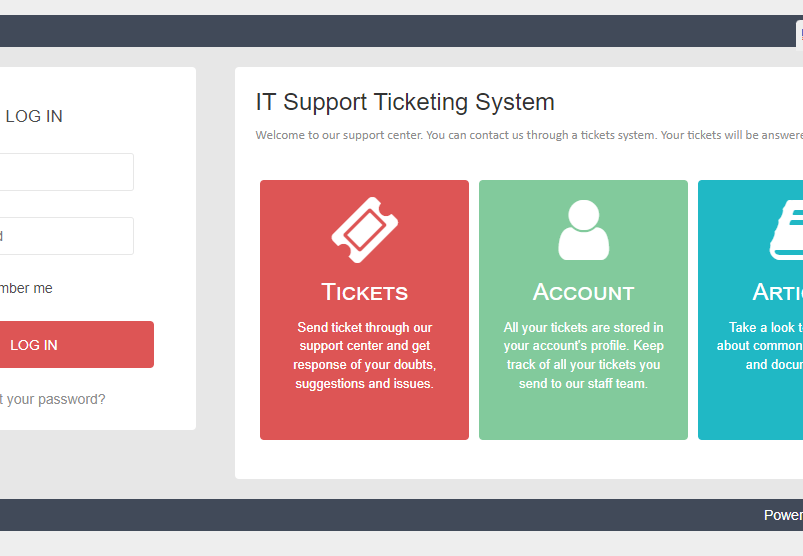 LOG IN
d
mber me
LOG IN
t your password?
IT Support Ticketing System
Welcome to our support center. You can contact us through a tickets system. Your tickets will be answere
TICKETS
Send ticket through our
support center and get
response of your doubts,
suggestions and issues.
ACCOUNT
All your tickets are stored in
your account's profile. Keep
track of all your tickets you
send to our staff team.
ARTIC
Take a look t
about common
and docu
Power